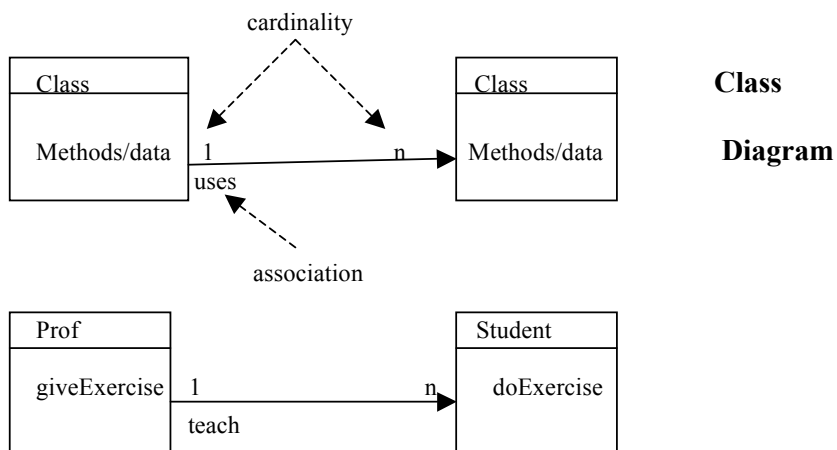 cardinality
Class
Class
Class
Methods/data
1
n
Methods/data
Diagram
uses
association
Prof
Student
giveExercise
1
n
doExercise
teach